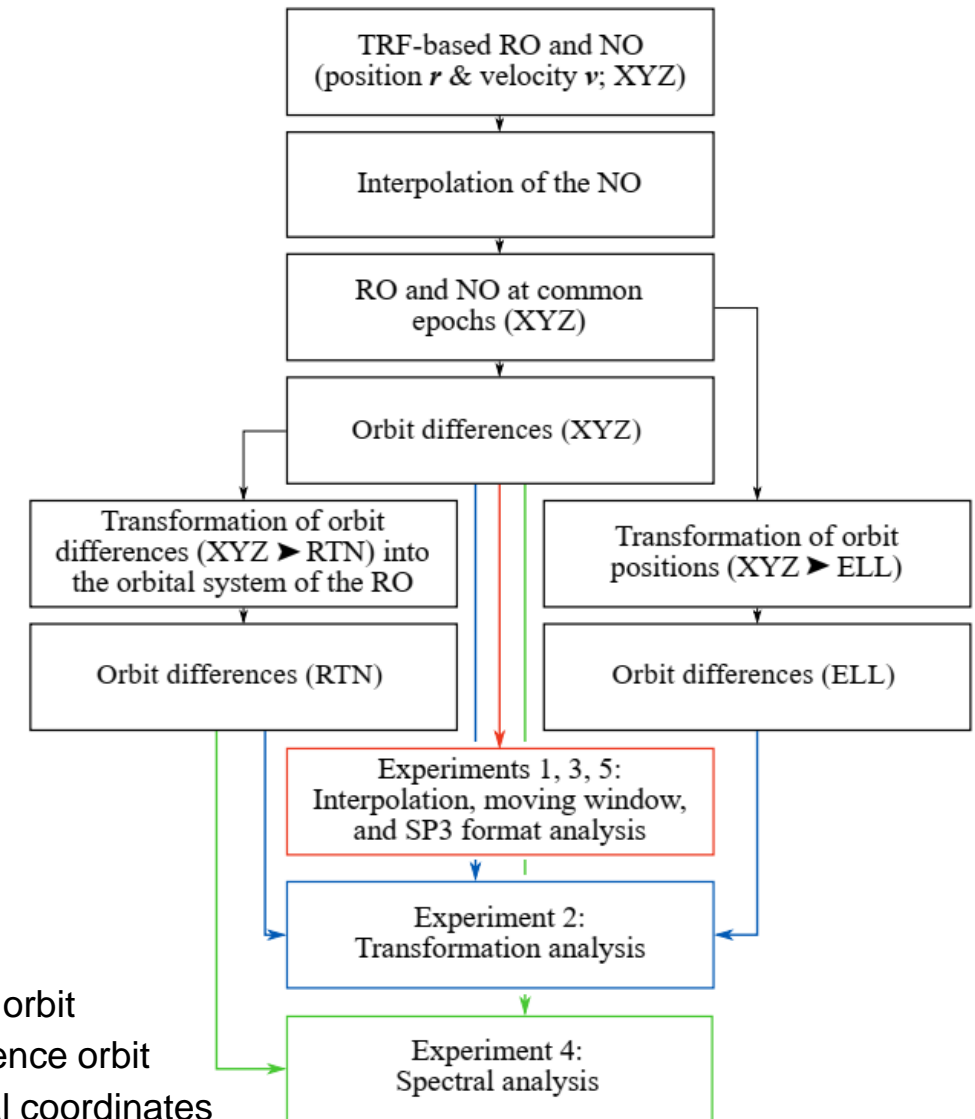 TRF-based RO and NO
(position r & velocity v; XYZ)
Interpolation of the NO
RO and NO at common
epochs (XYZ)
Orbit differences (XYZ)
Transformation of orbit
differences (XYZ ➤ RTN) into
the orbital system of the RO
Transformation of orbit
positions (XYZ ➤ ELL)
Orbit differences (RTN)
Orbit differences (ELL)
Experiments 1, 3, 5:
Interpolation, moving window,
and SP3 format analysis
Experiment 2:
Transformation analysis
Experiment 4:
Spectral analysis
orbit
ence orbit
al coordinates